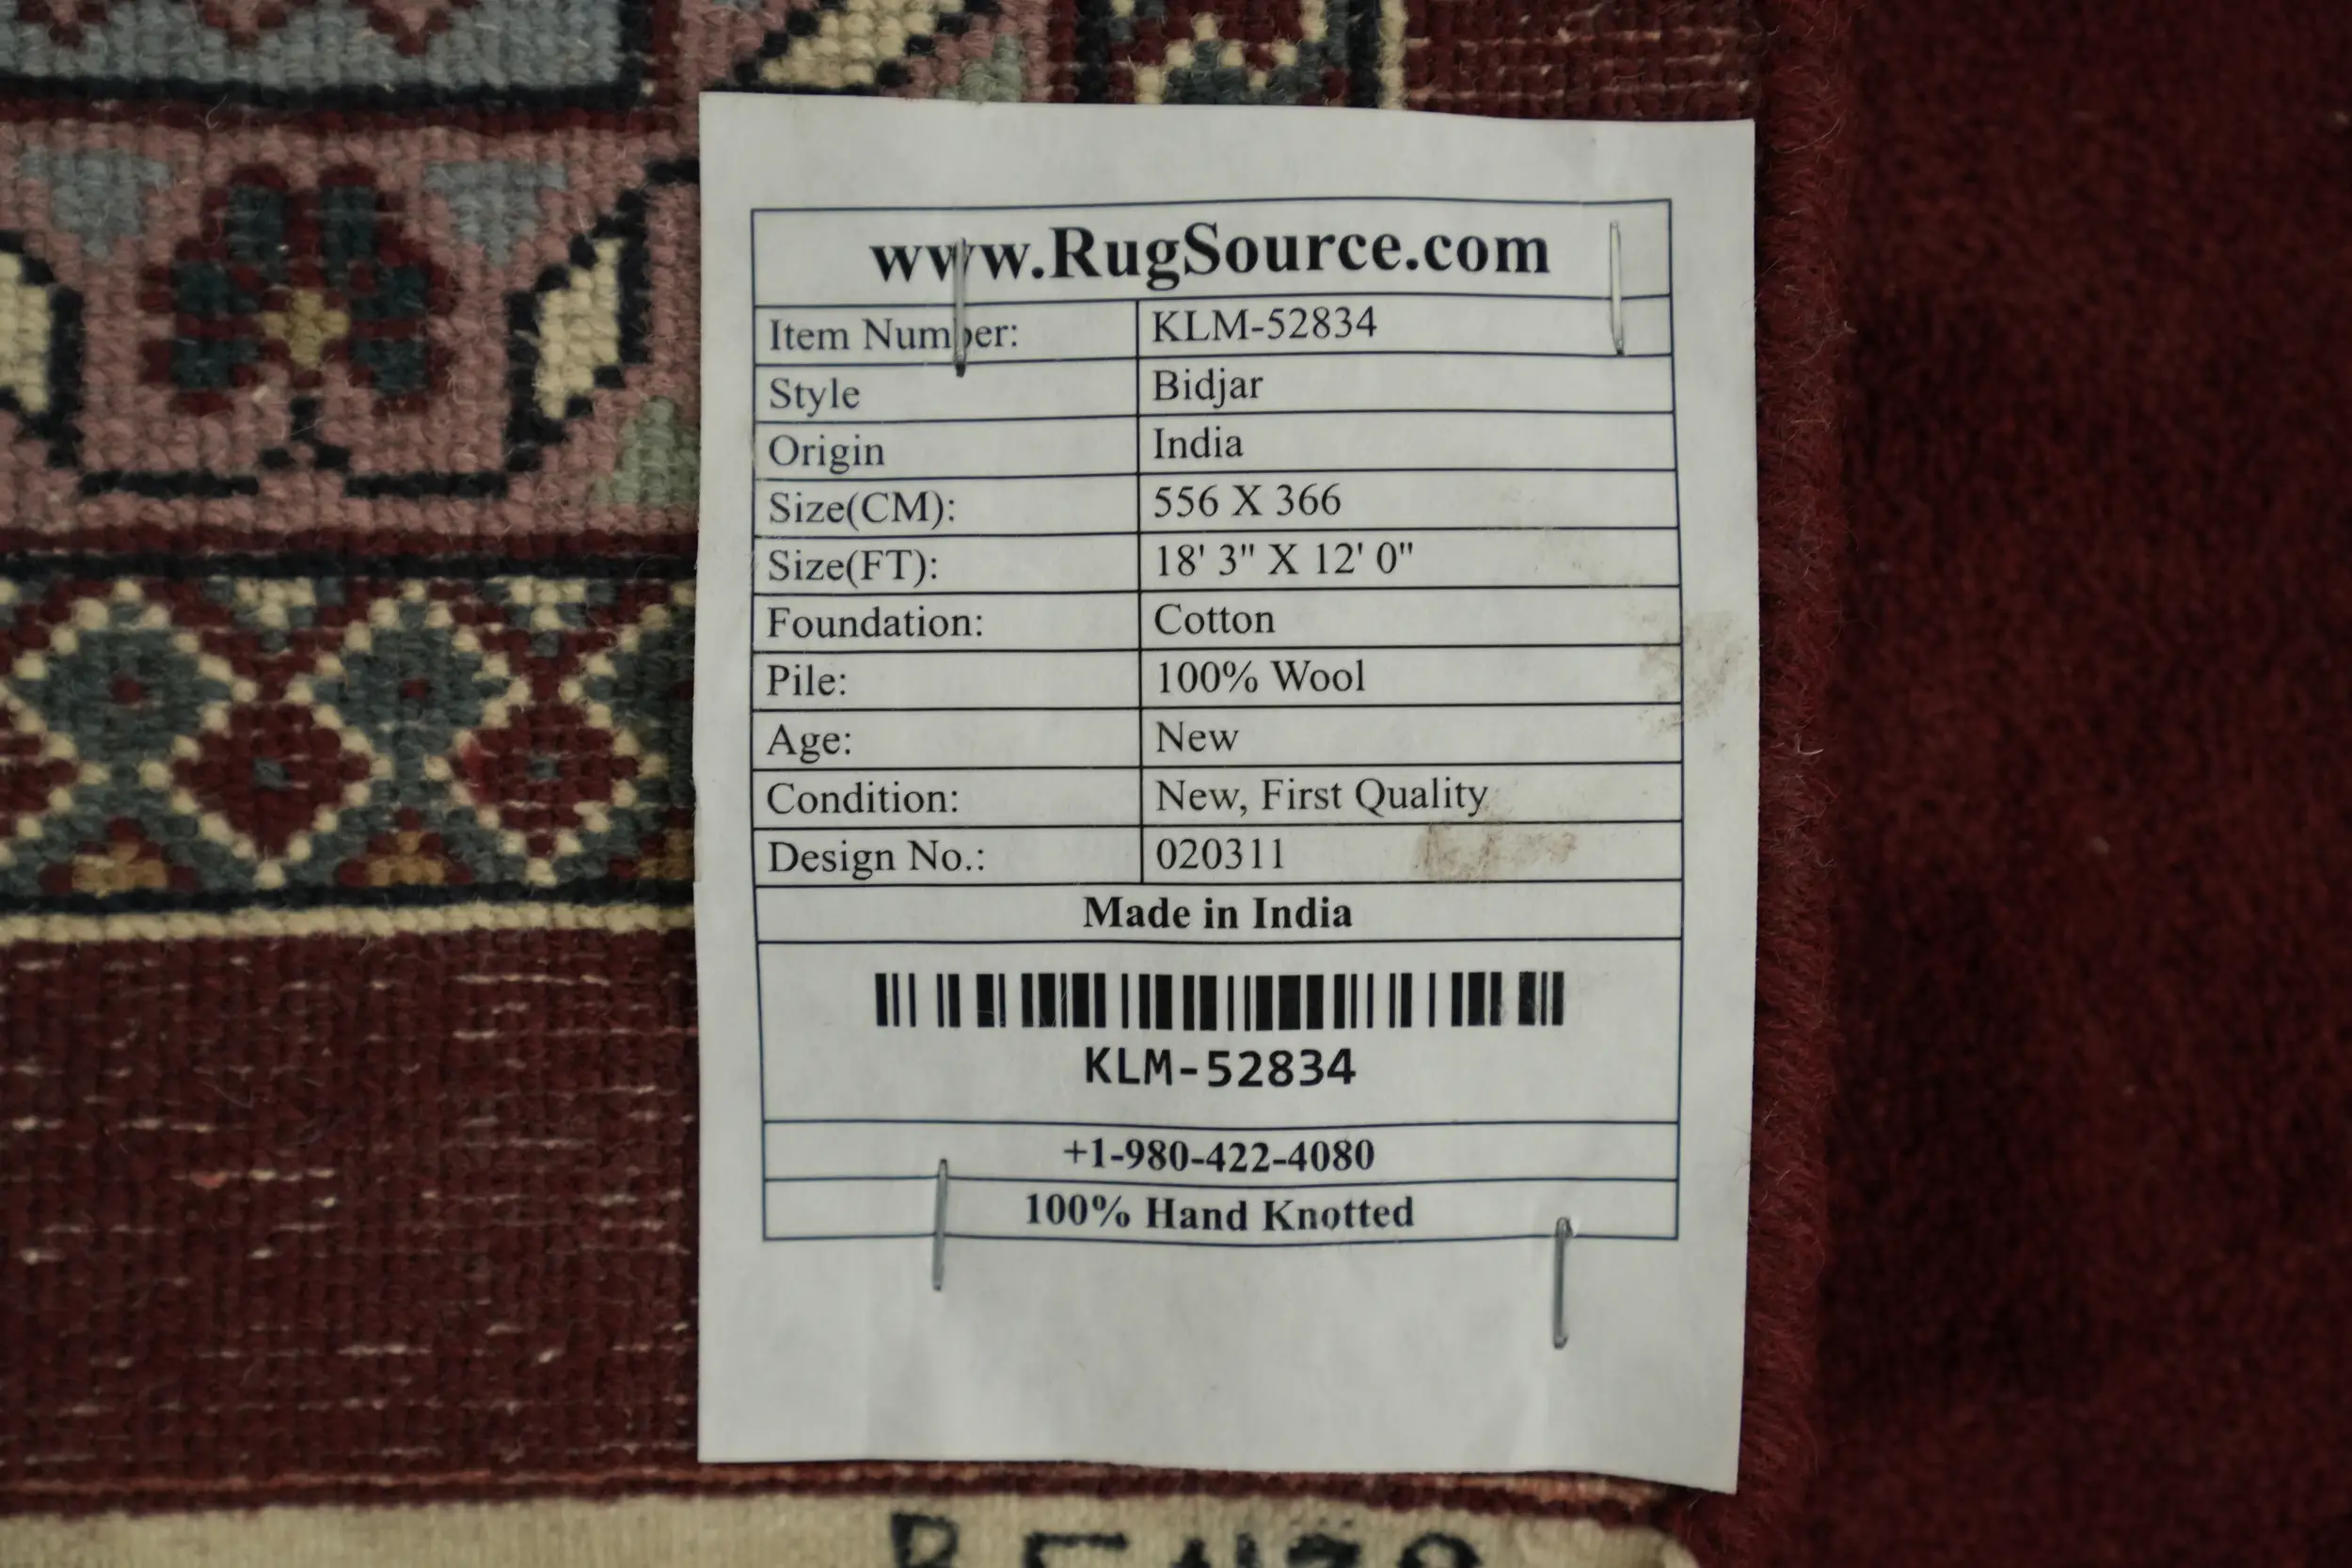 www.RugSource.com
Item Number: KLM-52834
Style Bidjar
Origin India
Size(CM): 556 X 366
Size(FT): 18' 3" X 12' 0"
Foundation: Cotton
Pile: 100% Wool
Age: New
Condition: New, First Quality
Design No.: 020311
Made in India
KLM-52834
+1-980-422-4080
100% Hand Knotted